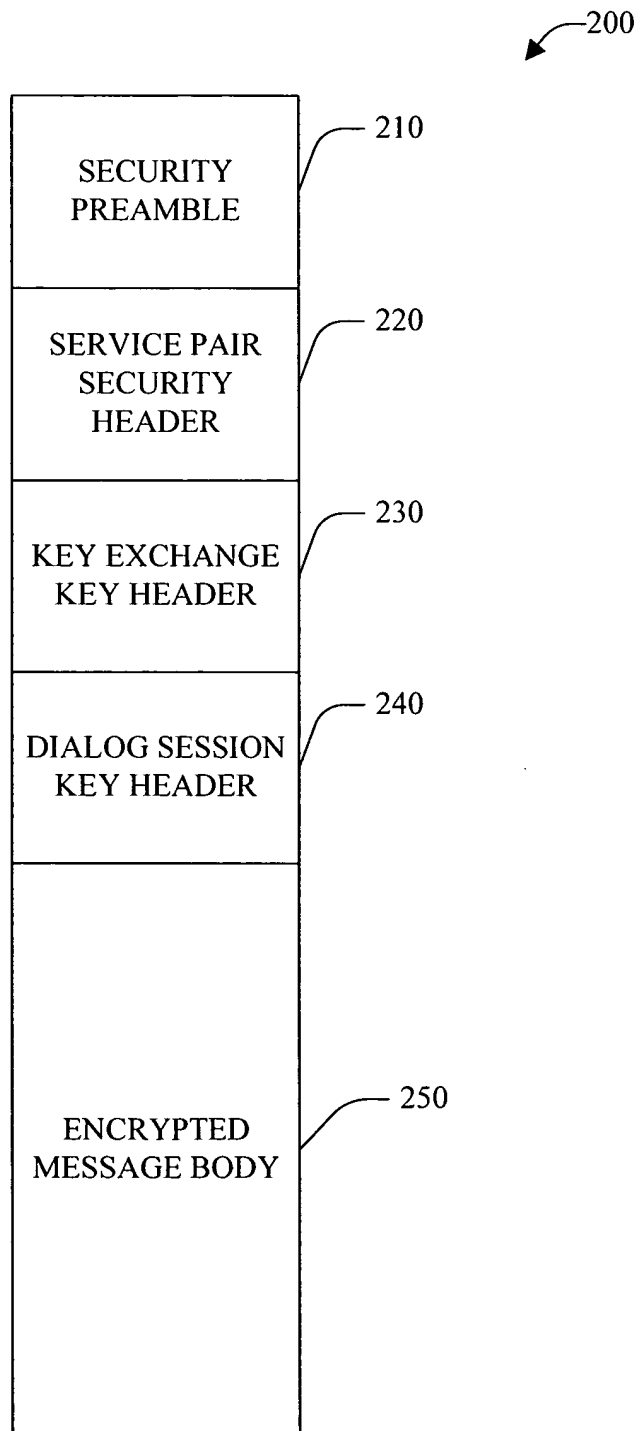 200
210
SECURITY
PREAMBLE
220
SERVICE PAIR
SECURITY
HEADER
230
KEY EXCHANGE
KEY HEADER
240
DIALOG SESSION
KEY HEADER
250
ENCRYPTED
MESSAGE BODY